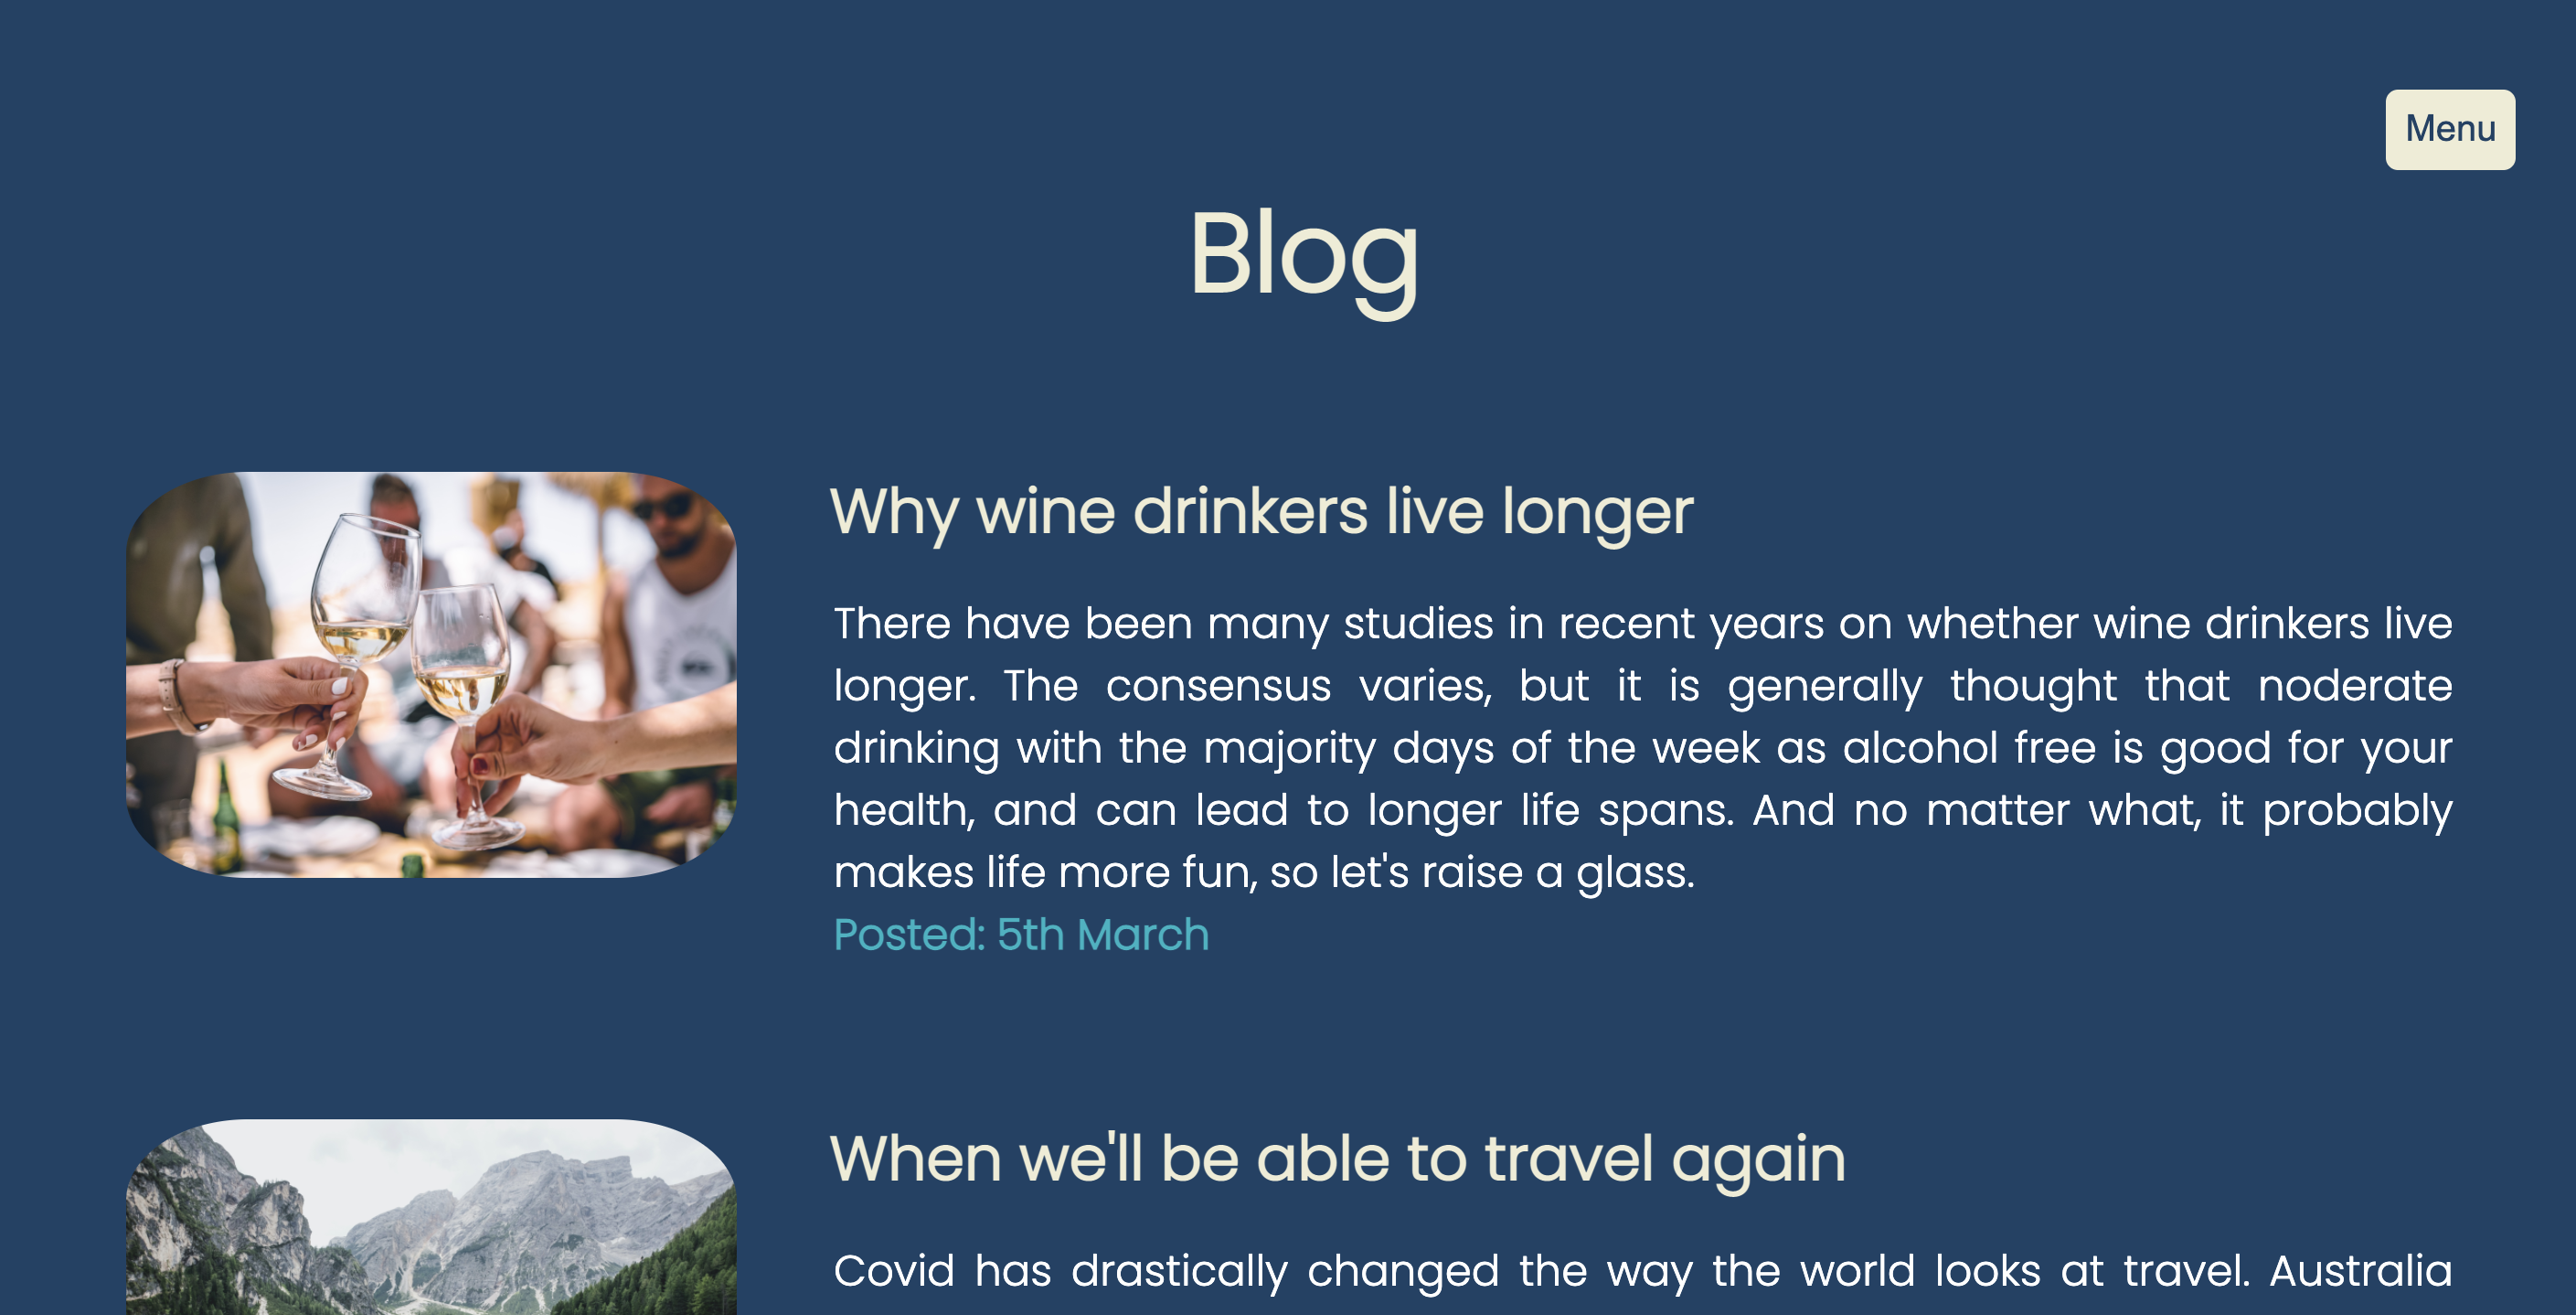 Menu
Blog
Why wine drinkers live longer
There have been many studies in recent years on whether wine drinkers live
longer. The consensus varies, but it is generally thought that noderate
drinking with the majority days of the week as alcohol free is good for your
health, and can lead to longer life spans. And no matter what, it probably
makes life more fun, so let's raise a glass.
Posted: 5th March
When we'll be able to travel again
Covid has drastically changed the way the world looks at travel. Australia